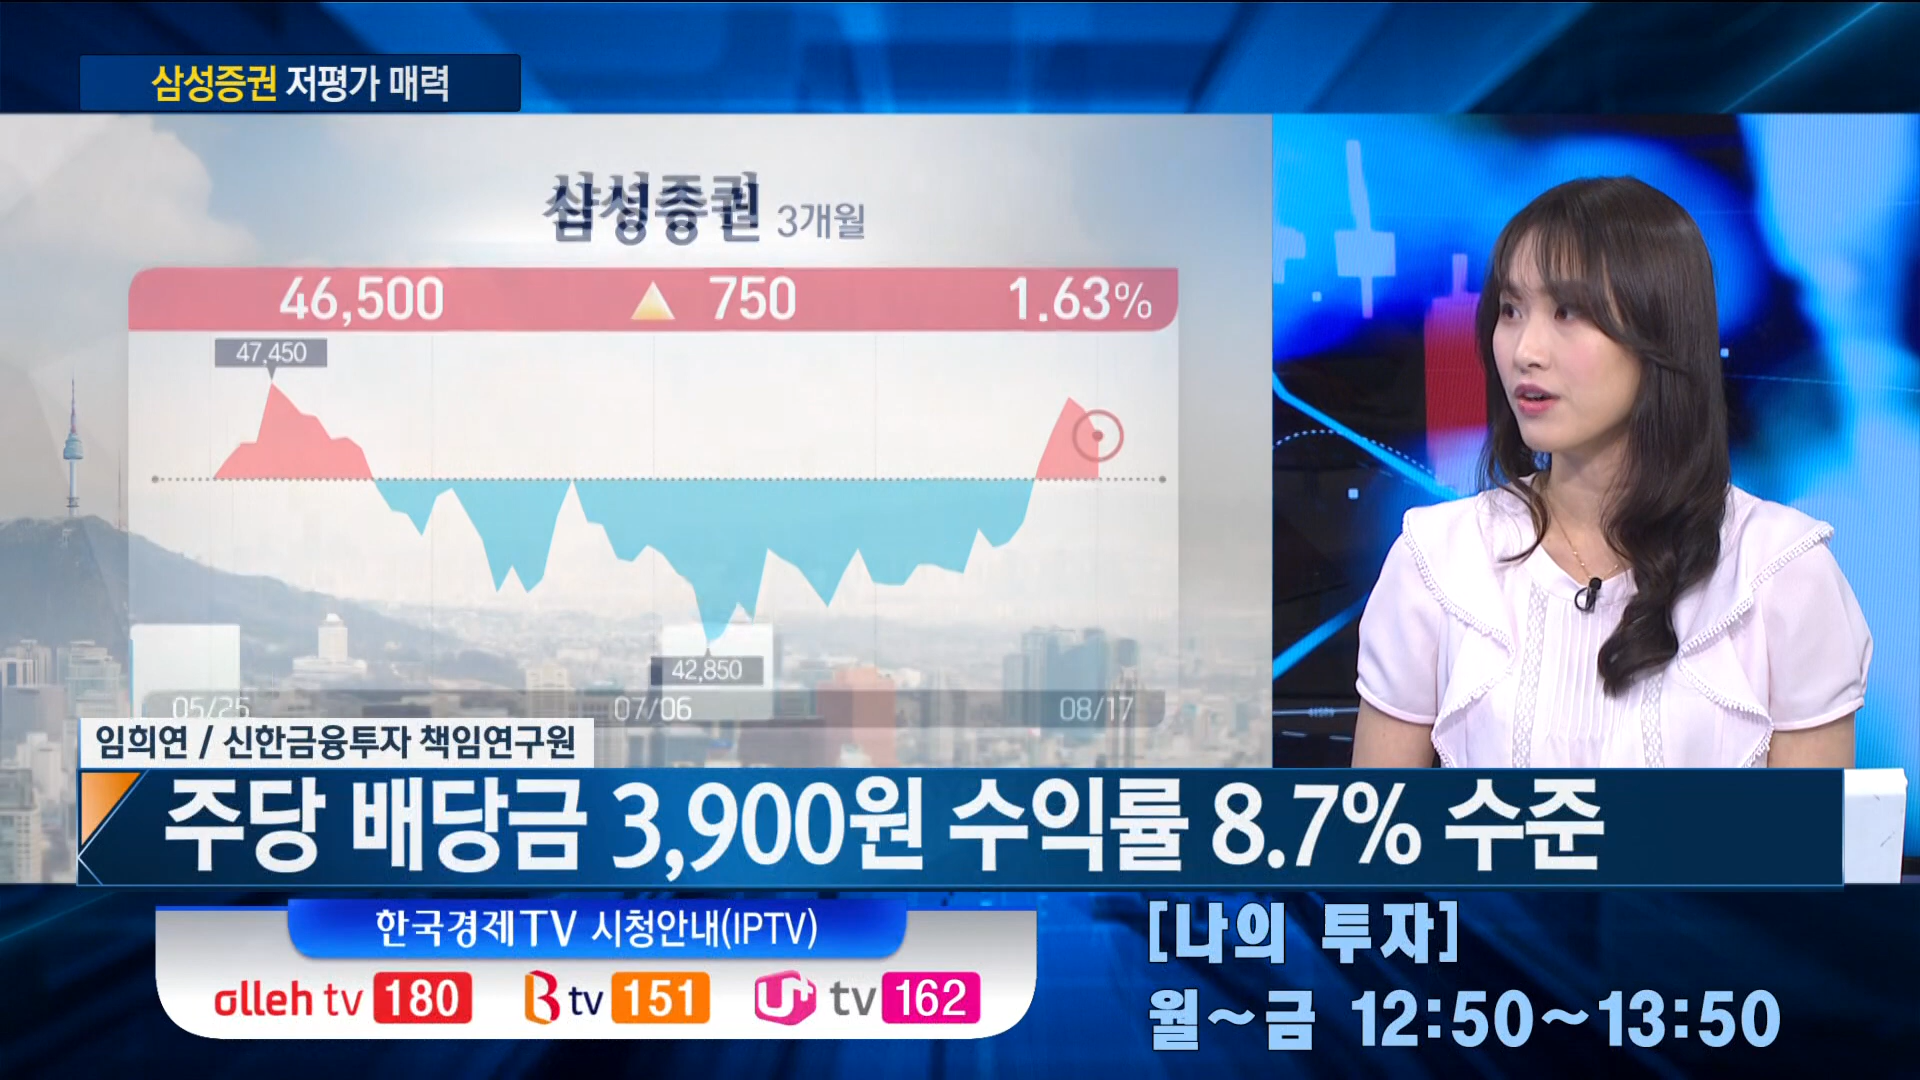 삼성증권 저평가 매력
삼성증권 3개월
46,500 ▲ 750 1.63%
47,450
42,850
05/25 07/06 08/17
임희연 / 신한금융투자 책임연구원
주당 배당금 3,900원 수익률 8.7% 수준
한국경제TV 시청안내(IPTV)
olleh tv 180 B tv 151 U+ tv 162
[나의 투자]
월~금 12:50~13:50